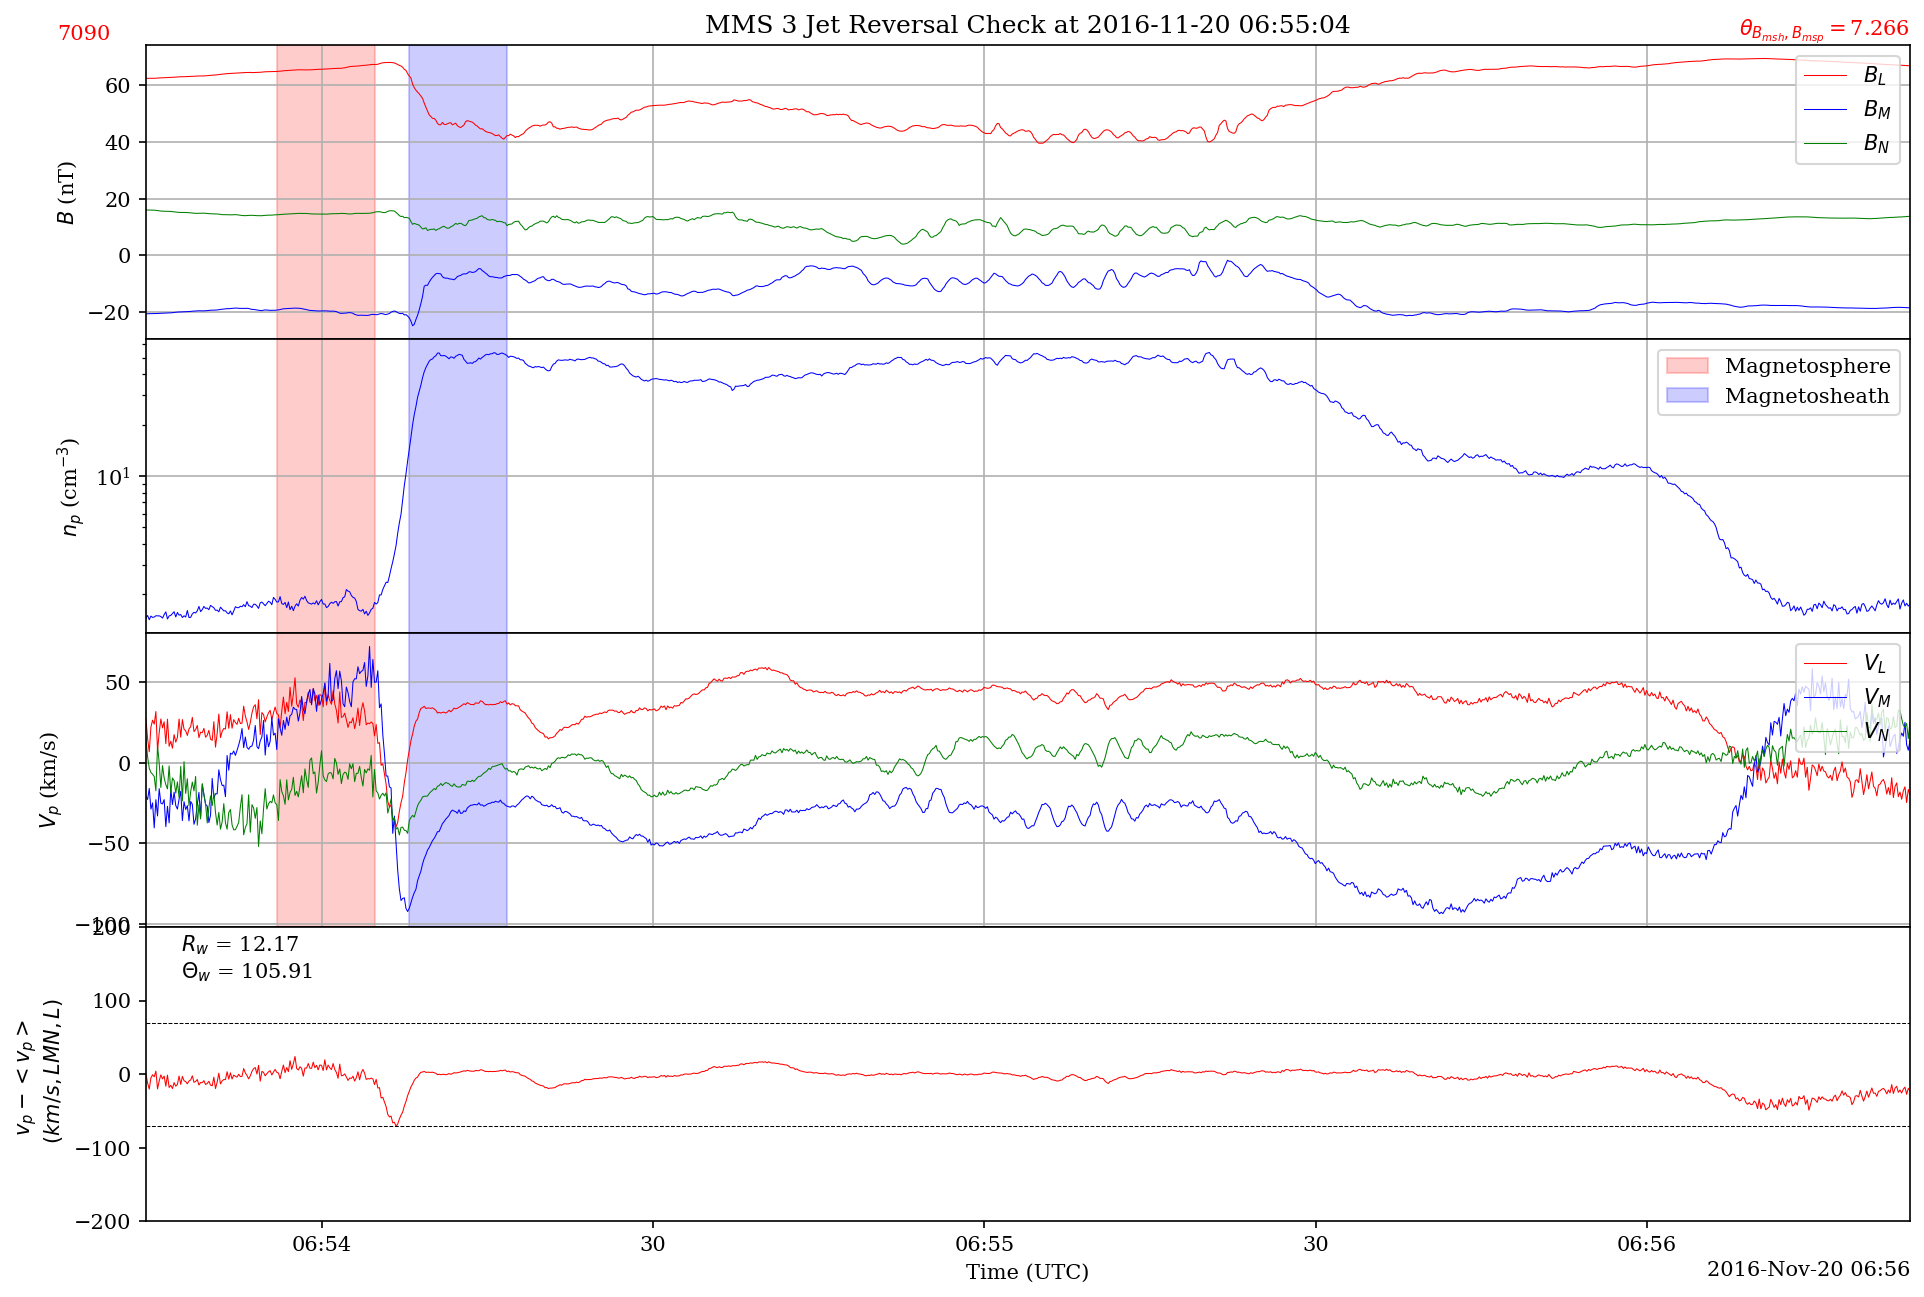 7090
MMS 3 Jet Reversal Check at 2016-11-20 06:55:04
θ_{B_{msh}, B_{msp}} = 7.266
60
40
20
0
−20
B (nT)
B_L
B_M
B_N
10^1
n_p (cm^{−3})
Magnetosphere
Magnetosheath
50
0
−50
−100
V_p (km/s)
V_L
V_M
V_N
200
100
0
−100
−200
v_p − < v_p >
(km/s, LMN, L)
R_w = 12.17
Θ_w = 105.91
06:54
30
06:55
30
06:56
Time (UTC)
2016-Nov-20 06:56